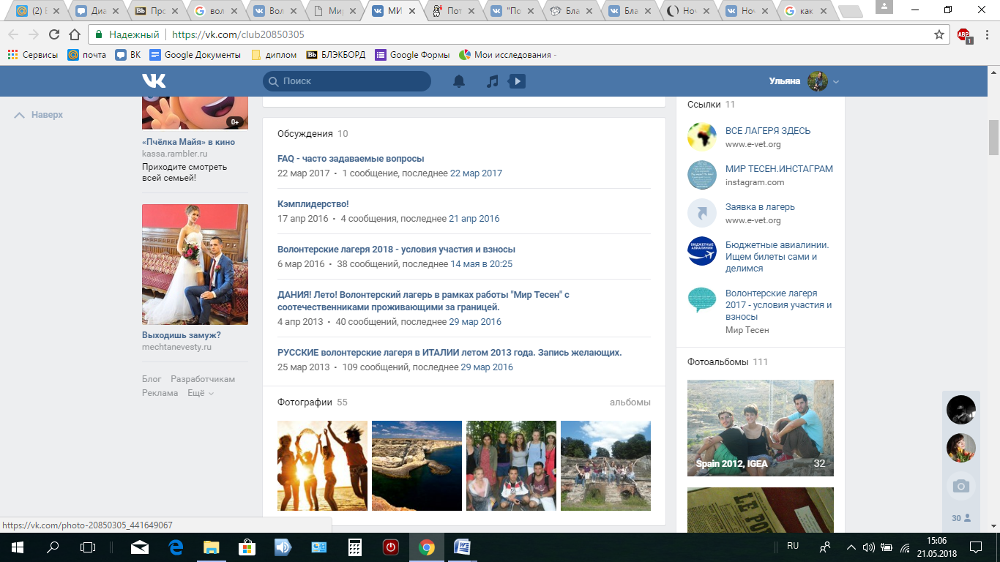 (2) В
Диа
Про
вол
Вол
Мир
МИ
Пот
"По
Бла
Бла
Ноч
Ноч
как
Надежный
https://vk.com/club20850305
ABP
1
Сервисы
почта
ВК
Google Документы
диплом
Bb БЛЭКБОРД
Google Формы
Мои исследования -
Поиск
Ульяна
Наверх
0+
«Пчёлка Майя» в кино
kassa.rambler.ru
Приходите смотреть
всей семьей!
Выходишь замуж?
mechtanevesty.ru
Блог Разработчикам
Реклама Ещё
Обсуждения 10
FAQ - часто задаваемые вопросы
22 мар 2017 • 1 сообщение, последнее 22 мар 2017
Кэмплидерство!
17 апр 2016 • 4 сообщения, последнее 21 апр 2016
Волонтерские лагеря 2018 - условия участия и взносы
6 мар 2016 • 38 сообщений, последнее 14 мая в 20:25
ДАНИЯ! Лето! Волонтерский лагерь в рамках работы "Мир Тесен" с
соотечественниками проживающими за границей.
4 апр 2013 • 40 сообщений, последнее 29 мар 2016
РУССКИЕ волонтерские лагеря в ИТАЛИИ летом 2013 года. Запись желающих.
25 мар 2013 • 109 сообщений, последнее 29 мар 2016
Фотографии 55
альбомы
Ссылки 11
ВСЕ ЛАГЕРЯ ЗДЕСЬ
www.e-vet.org
МИР ТЕСЕН.ИНСТАГРАМ
instagram.com
Заявка в лагерь
www.e-vet.org
БЮДЖЕТНЫЕ
АВИАЛИНИИ
Бюджетные авиалинии.
Ищем билеты сами и
делимся
Волонтерские лагеря
2017 - условия участия и
взносы
Мир Тесен
Фотоальбомы 111
Spain 2012, IGEA 32
LE PO
30
https://vk.com/photo-20850305_441649067
RU
15:06
21.05.2018